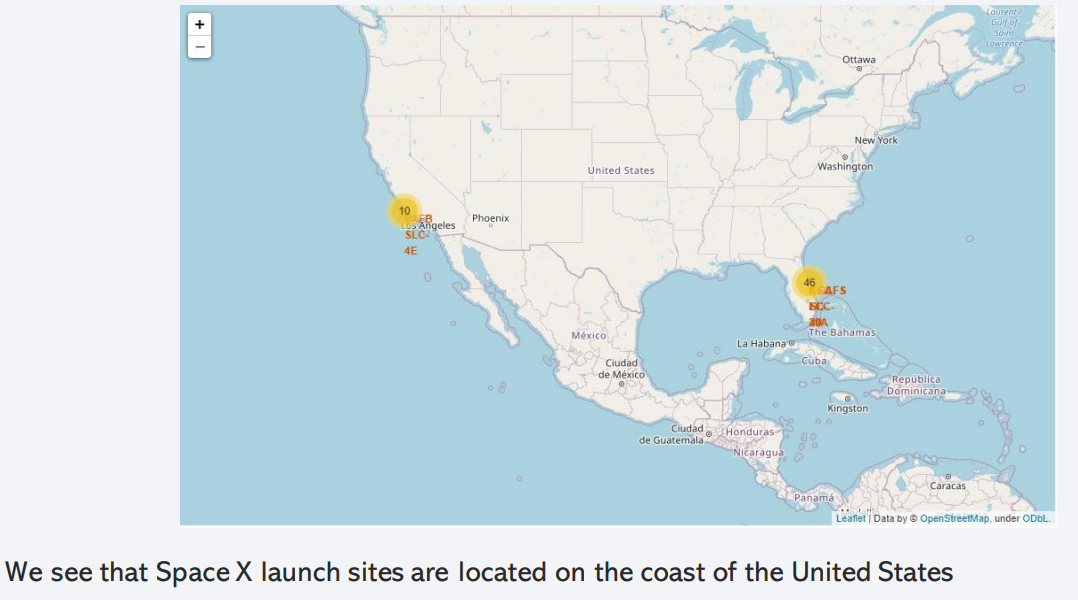 +
−
Laurent /
Gulf of
Saint
Lawrence
Ottawa
New York
Washington
United States
10
AFB
Los Angeles
SLC-
4E
Phoenix
46
AFS
The Bahamas
México
La Habana
Cuba
Ciudad
de México
República
Dominicana
Kingston
Ciudad
de Guatemala
Honduras
Nicaragua
Caracas
Panamá
Leaflet | Data by © OpenStreetMap, under ODbL.
We see that Space X launch sites are located on the coast of the United States